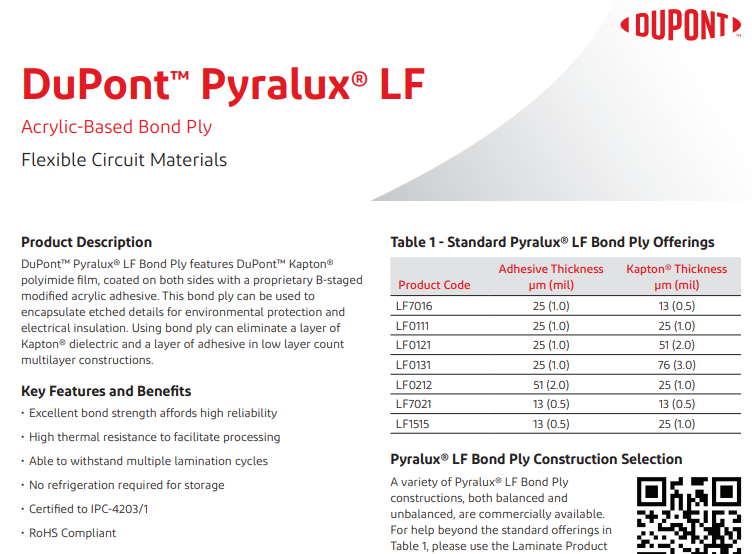 DUPONT™
DuPont™ Pyralux® LF
Acrylic-Based Bond Ply
Flexible Circuit Materials
Product Description
DuPont™ Pyralux® LF Bond Ply features DuPont™ Kapton®
polyimide film, coated on both sides with a proprietary B-staged
modified acrylic adhesive. This bond ply can be used to
encapsulate etched details for environmental protection and
electrical insulation. Using bond ply can eliminate a layer of
Kapton® dielectric and a layer of adhesive in low layer count
multilayer constructions.
Key Features and Benefits
• Excellent bond strength affords high reliability
• High thermal resistance to facilitate processing
• Able to withstand multiple lamination cycles
• No refrigeration required for storage
• Certified to IPC-4203/1
• RoHS Compliant
Table 1 - Standard Pyralux® LF Bond Ply Offerings
Product Code Adhesive Thickness µm (mil) Kapton® Thickness µm (mil)
LF7016 25 (1.0) 13 (0.5)
LF0111 25 (1.0) 25 (1.0)
LF0121 25 (1.0) 51 (2.0)
LF0131 25 (1.0) 76 (3.0)
LF0212 51 (2.0) 25 (1.0)
LF7021 13 (0.5) 13 (0.5)
LF1515 13 (0.5) 25 (1.0)
Pyralux® LF Bond Ply Construction Selection
A variety of Pyralux® LF Bond Ply
constructions, both balanced and
unbalanced, are commercially available.
For help beyond the standard offerings in
Table 1, please use the Laminate Product